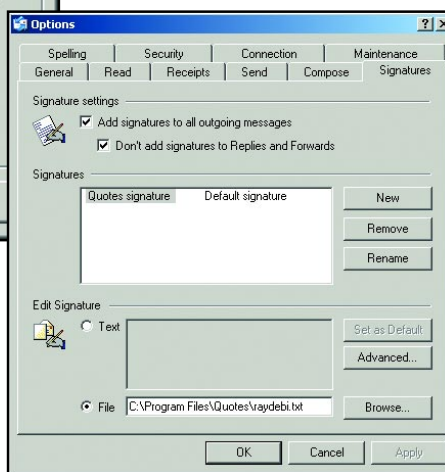 Options
Spelling Security Connection Maintenance
General Read Receipts Send Compose Signatures
Signature settings
Add signatures to all outgoing messages
Don't add signatures to Replies and Forwards
Signatures
Quotes signature Default signature
New
Remove
Rename
Edit Signature
Text
Set as Default
Advanced...
File C:\Program Files\Quotes\raydebi.txt Browse...
OK Cancel Apply